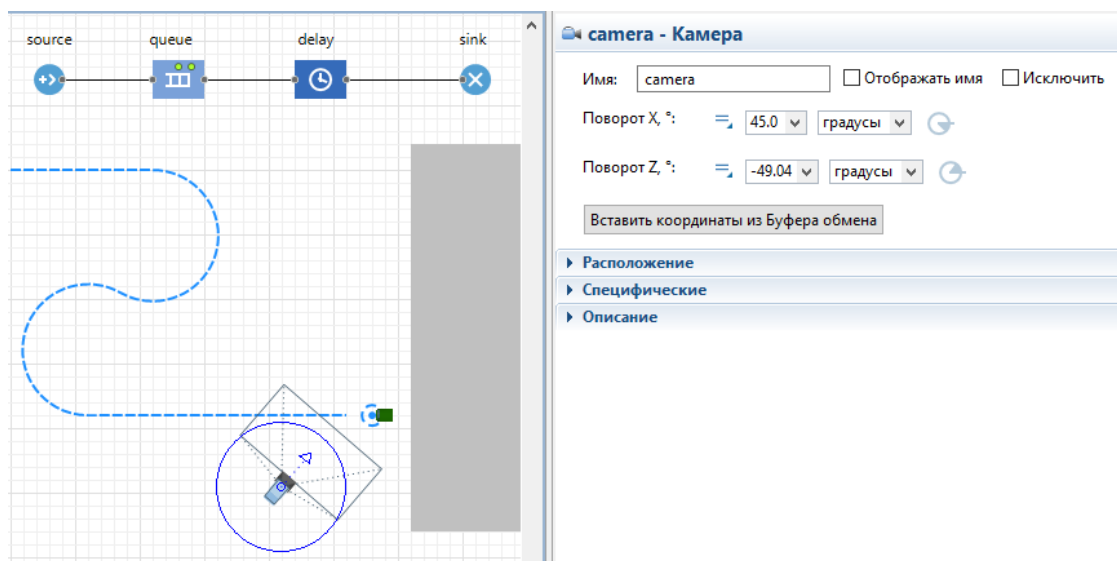 source queue delay sink
camera - Камера
Имя: camera Отображать имя Исключить
Поворот X, °: 45.0 градусы
Поворот Z, °: -49.04 градусы
Вставить координаты из Буфера обмена
Расположение
Специфические
Описание